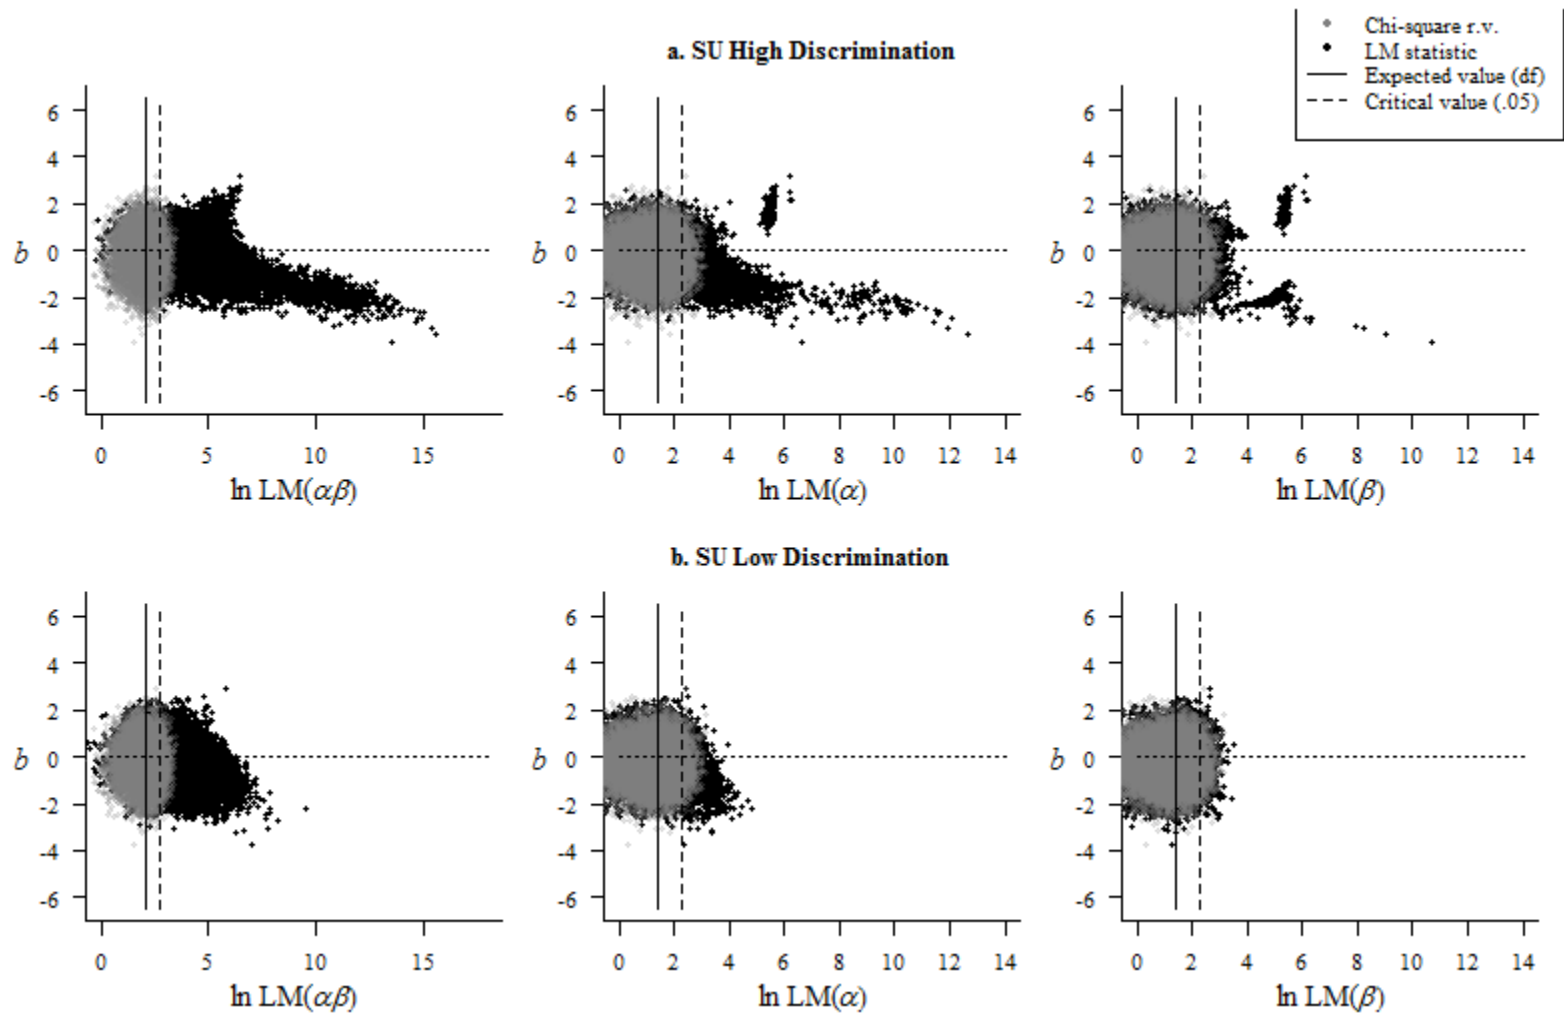 Chi-square r.v.
LM statistic
Expected value (df)
Critical value (.05)
a. SU High Discrimination
6 4 2 0 -2 -4 -6
b
0 5 10 15
ln LM(αβ)
6 4 2 0 -2 -4 -6
b
0 2 4 6 8 10 12 14
ln LM(α)
6 4 2 0 -2 -4 -6
b
0 2 4 6 8 10 12 14
ln LM(β)
b. SU Low Discrimination
6 4 2 0 -2 -4 -6
b
0 5 10 15
ln LM(αβ)
6 4 2 0 -2 -4 -6
b
0 2 4 6 8 10 12 14
ln LM(α)
6 4 2 0 -2 -4 -6
b
0 2 4 6 8 10 12 14
ln LM(β)